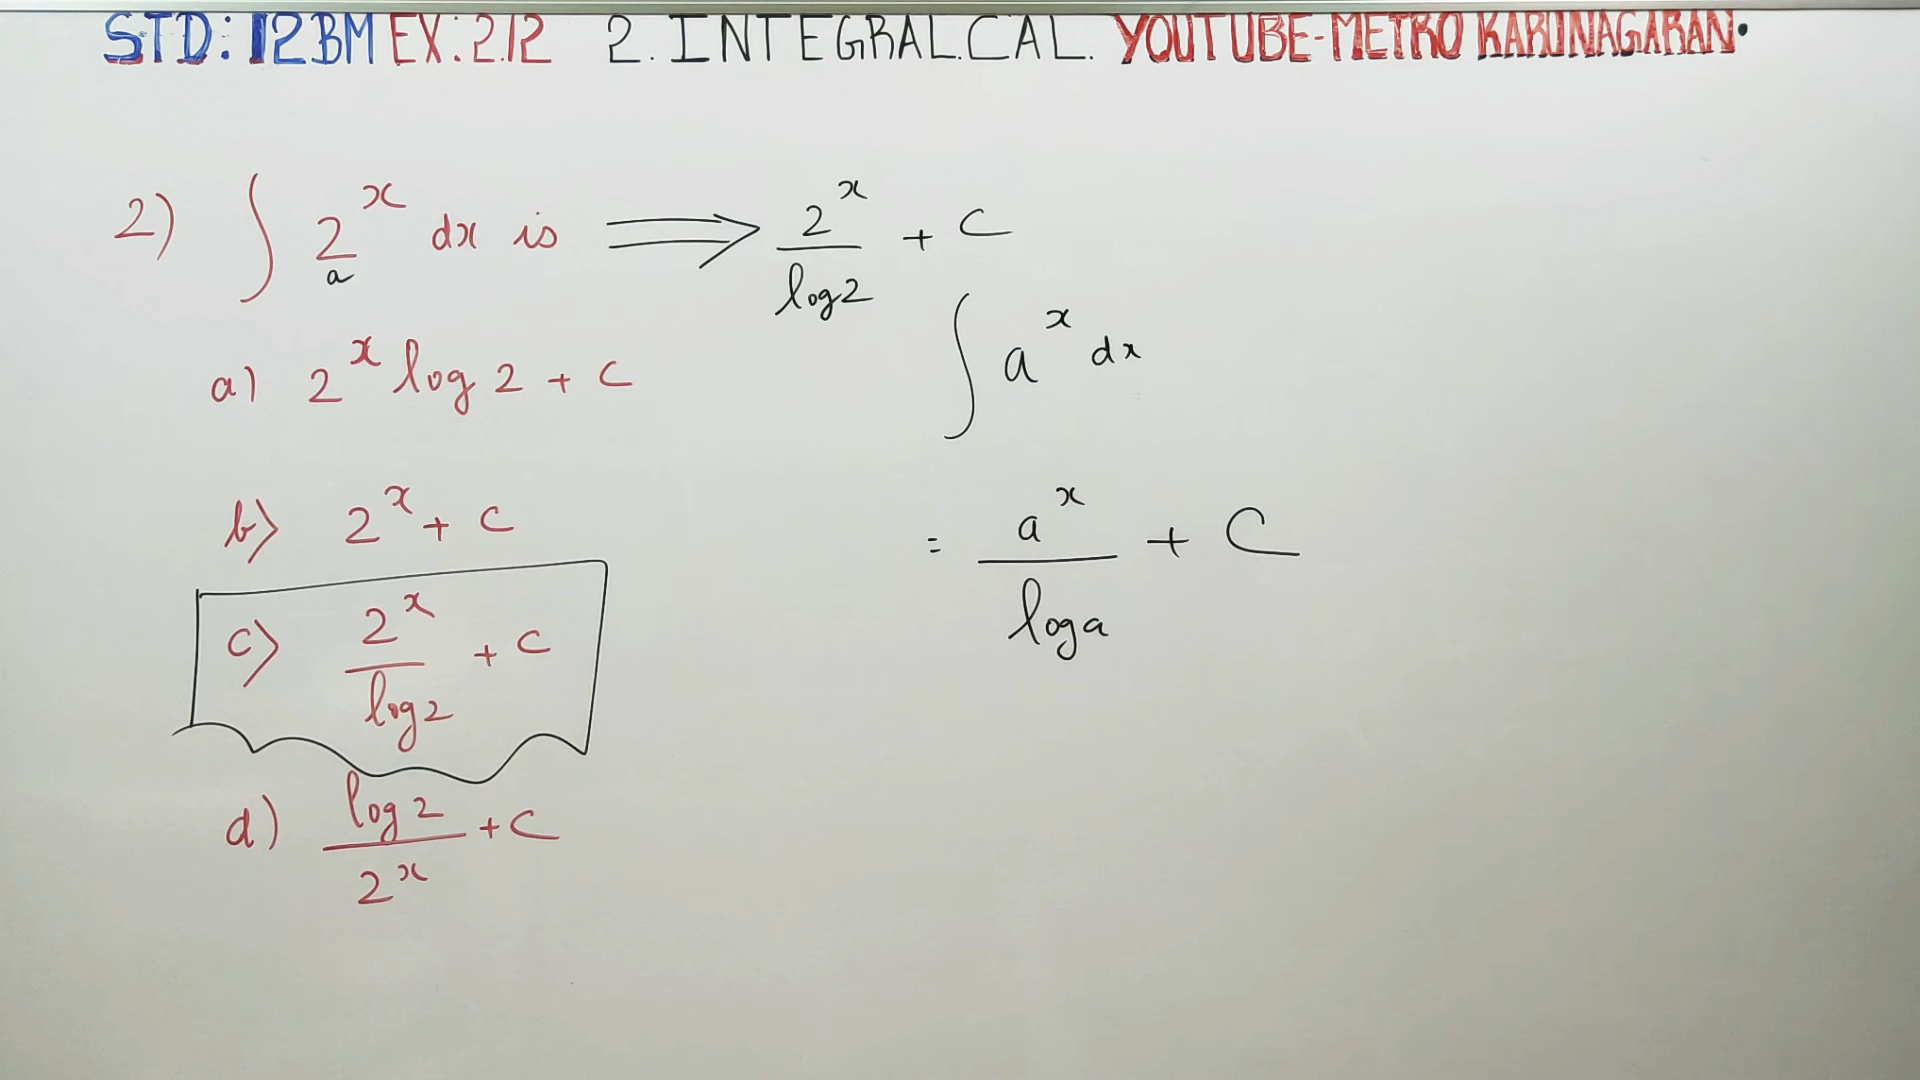 STD: 12BM EX: 2.12 2. INTEGRAL.CAL. YOUTUBE-METRO KARUNAGARAN.
2) ∫ 2^x dx is ⟹ 2^x / log2 + C
a
a) 2^x log 2 + C
∫ a^x dx
b) 2^x + C
= a^x / log a + C
c) 2^x / log2 + C
d) log 2 / 2^x + C